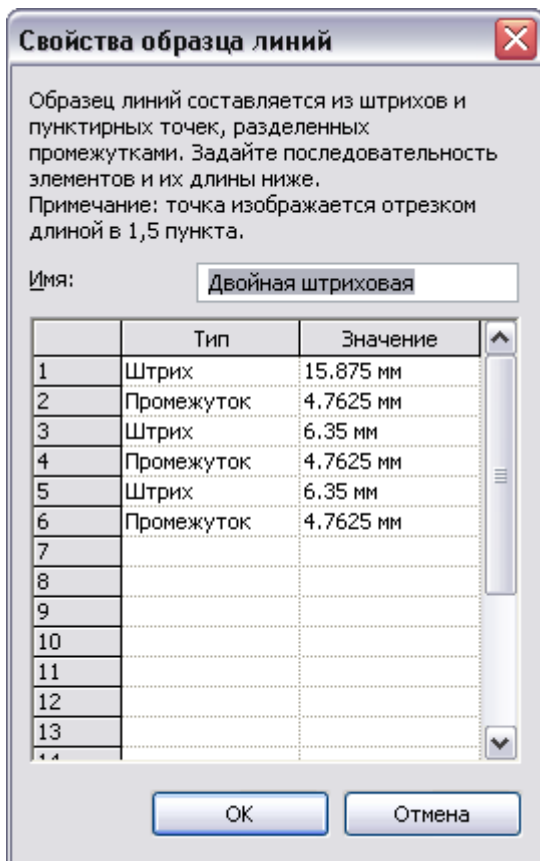 Свойства образца линий
Образец линий составляется из штрихов и
пунктирных точек, разделенных
промежутками. Задайте последовательность
элементов и их длины ниже.
Примечание: точка изображается отрезком
длиной в 1,5 пункта.
Имя: Двойная штриховая
Тип Значение
1 Штрих 15.875 мм
2 Промежуток 4.7625 мм
3 Штрих 6.35 мм
4 Промежуток 4.7625 мм
5 Штрих 6.35 мм
6 Промежуток 4.7625 мм
7
8
9
10
11
12
13
14
OK Отмена